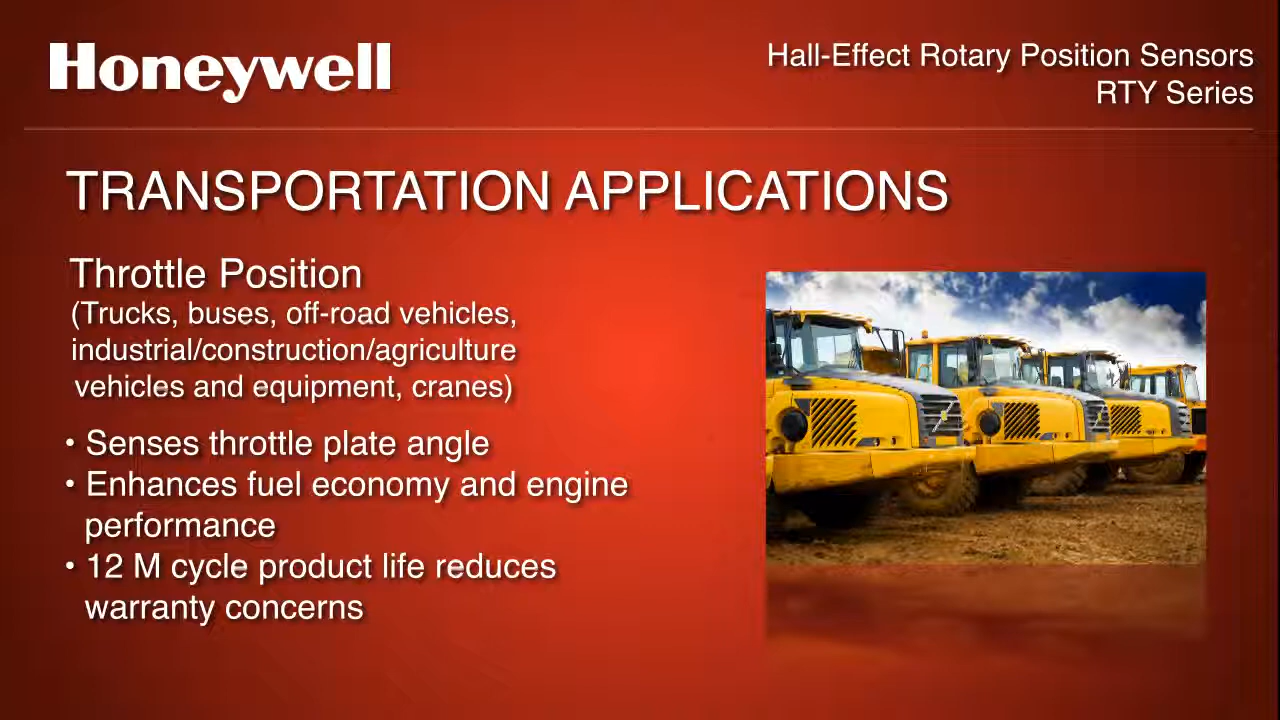 Honeywell
Hall-Effect Rotary Position Sensors
RTY Series
TRANSPORTATION APPLICATIONS
Throttle Position
(Trucks, buses, off-road vehicles,
industrial/construction/agriculture
vehicles and equipment, cranes)
• Senses throttle plate angle
• Enhances fuel economy and engine
performance
• 12 M cycle product life reduces
warranty concerns